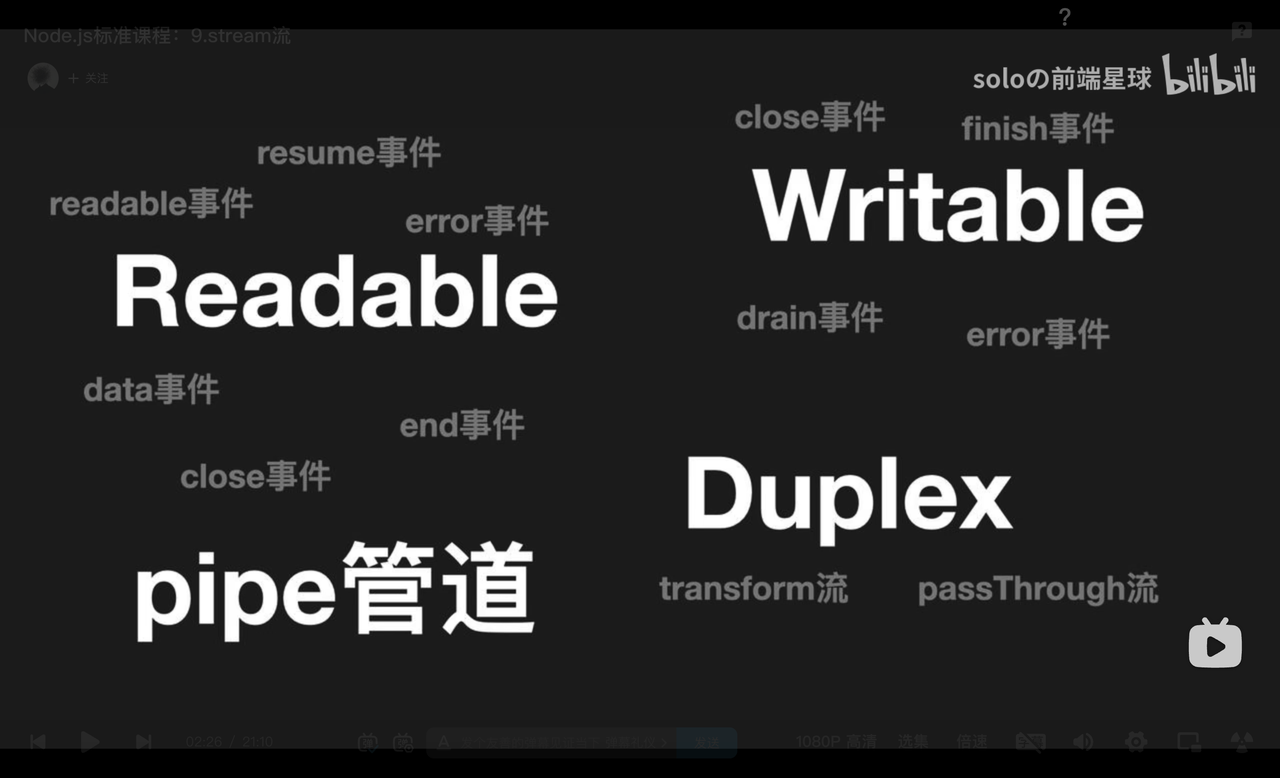 Node.js标准课程：9.stream流
?
?
+ 关注
soloの前端星球 bilibili
close事件
finish事件
resume事件
readable事件
error事件
Writable
Readable
drain事件
error事件
data事件
end事件
close事件
Duplex
pipe管道
transform流
passThrough流
02:26 / 21:10
1080P 高清
选集
倍速